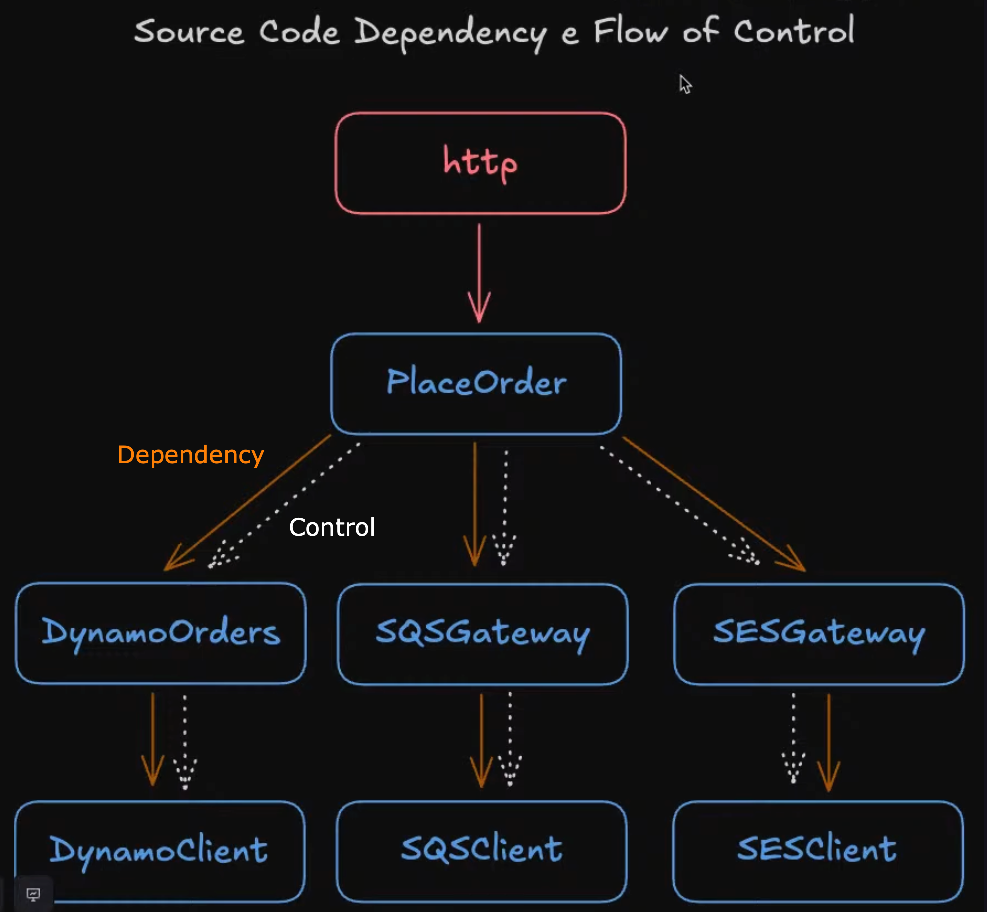 Source Code Dependency e Flow of Control
http
PlaceOrder
Dependency
Control
DynamoOrders
SQSGateway
SESGateway
DynamoClient
SQSClient
SESClient